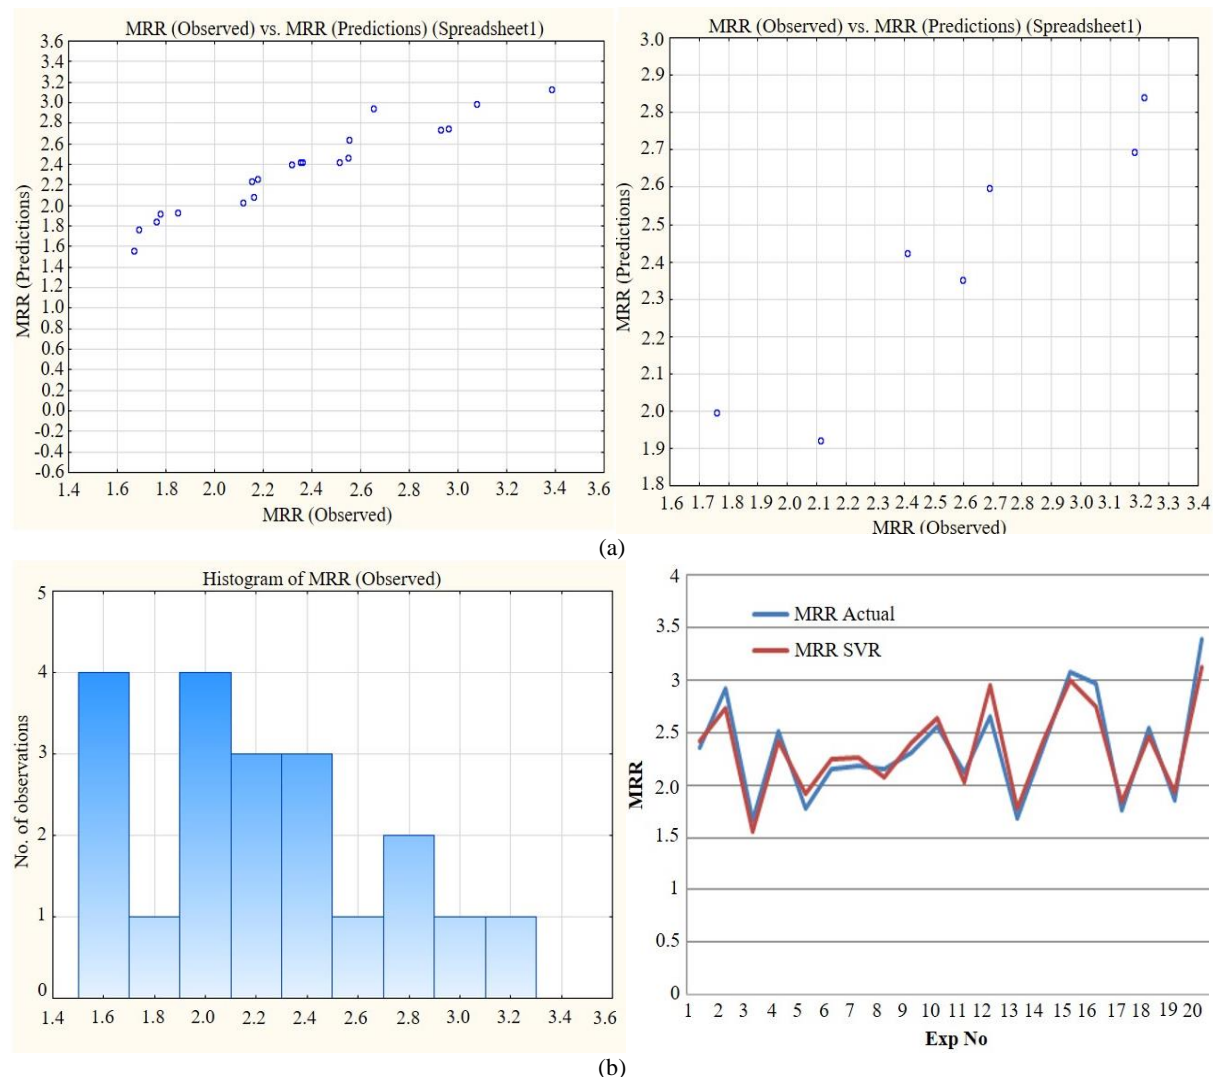 MRR (Observed) vs. MRR (Predictions) (Spreadsheet1)
3.6
3.4
3.2
3.0
2.8
2.6
2.4
2.2
2.0
1.8
1.6
1.4
1.2
1.0
0.8
0.6
0.4
0.2
0.0
-0.2
-0.4
-0.6
MRR (Predictions)
1.4 1.6 1.8 2.0 2.2 2.4 2.6 2.8 3.0 3.2 3.4 3.6
MRR (Observed)
MRR (Observed) vs. MRR (Predictions) (Spreadsheet1)
3.0
2.9
2.8
2.7
2.6
2.5
2.4
2.3
2.2
2.1
2.0
1.9
1.8
MRR (Predictions)
1.6 1.7 1.8 1.9 2.0 2.1 2.2 2.3 2.4 2.5 2.6 2.7 2.8 2.9 3.0 3.1 3.2 3.3 3.4
MRR (Observed)
(a)
Histogram of MRR (Observed)
5
4
3
2
1
0
No. of observations
1.4 1.6 1.8 2.0 2.2 2.4 2.6 2.8 3.0 3.2 3.4 3.6
4
3.5
3
2.5
2.0
1.5
1
0.5
0
MRR
MRR Actual
MRR SVR
1 2 3 4 5 6 7 8 9 10 11 12 13 14 15 16 17 18 19 20
Exp No
(b)